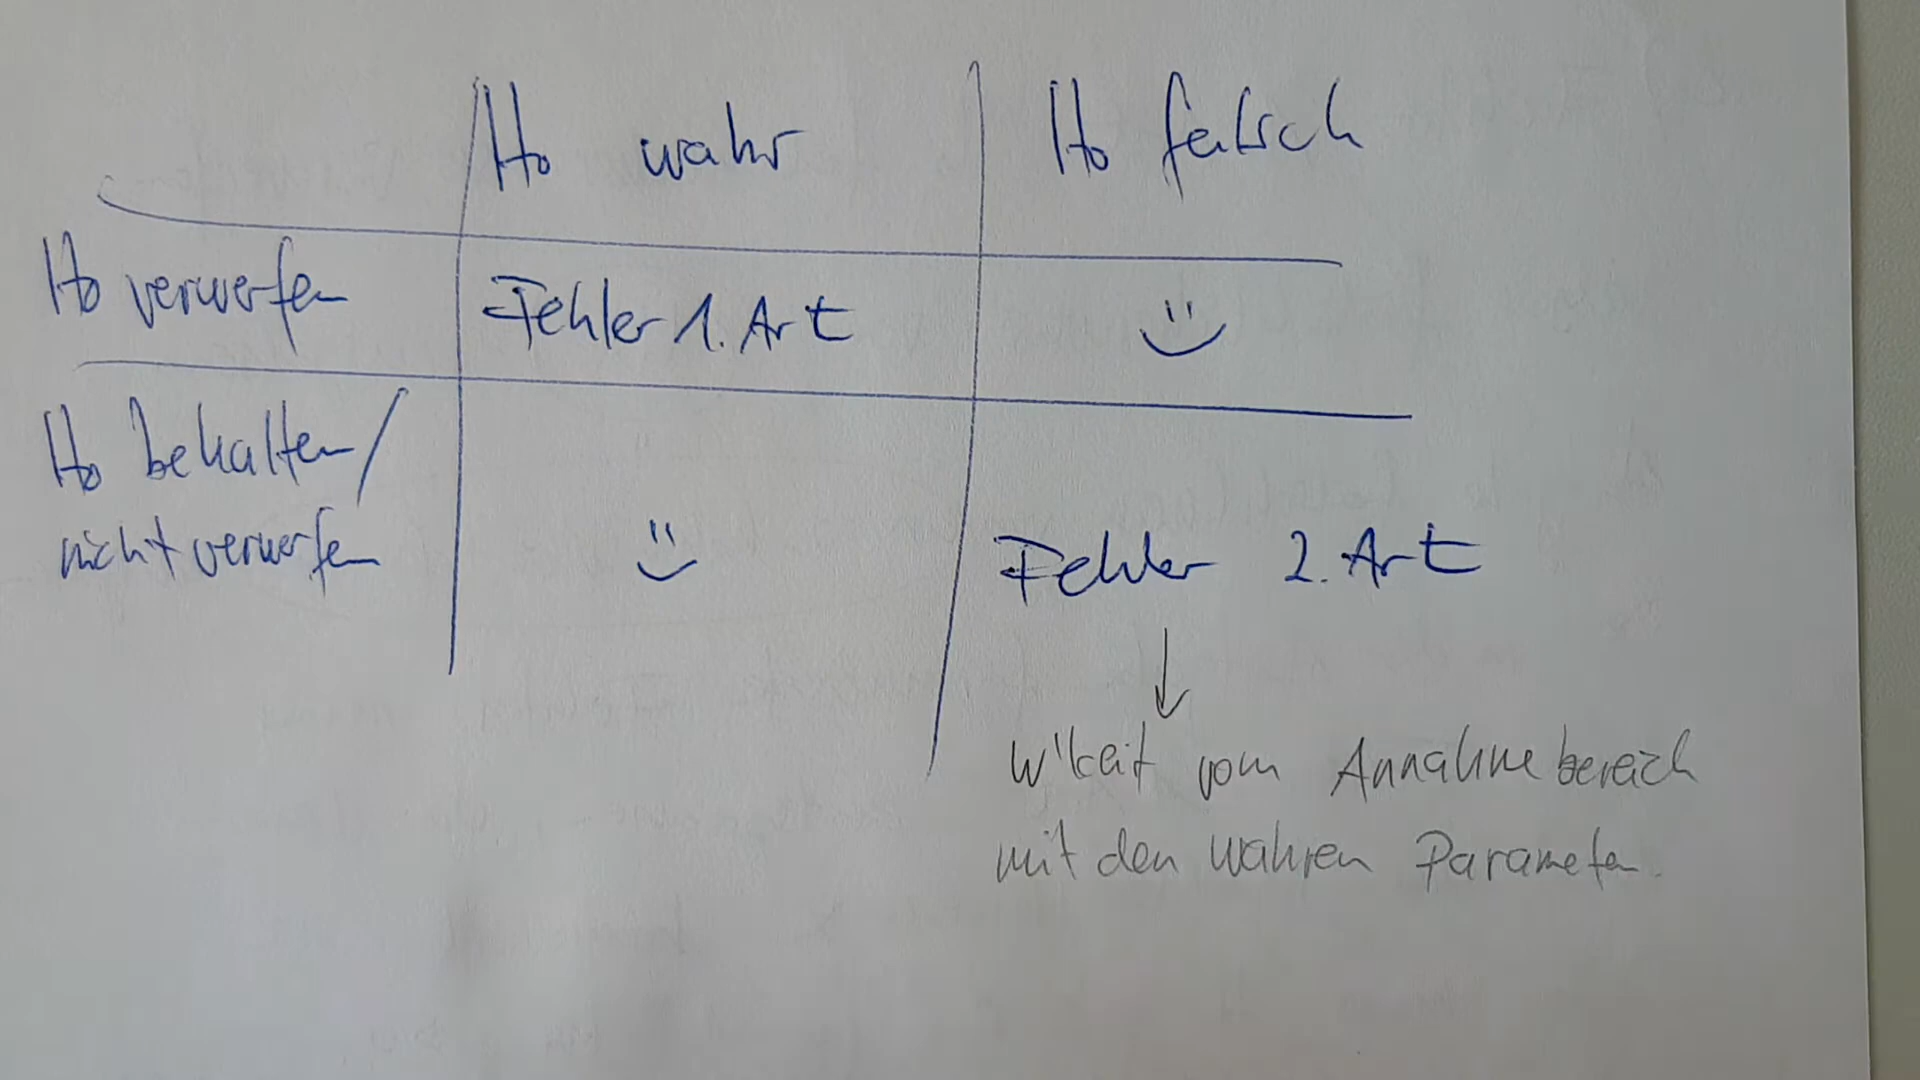 H0 wahr H0 falsch
H0 verwerfen Fehler 1. Art
H0 behalten/
nicht verwerfen Fehler 2. Art
W'keit vom Annahmebereich
mit den wahren Parametern.